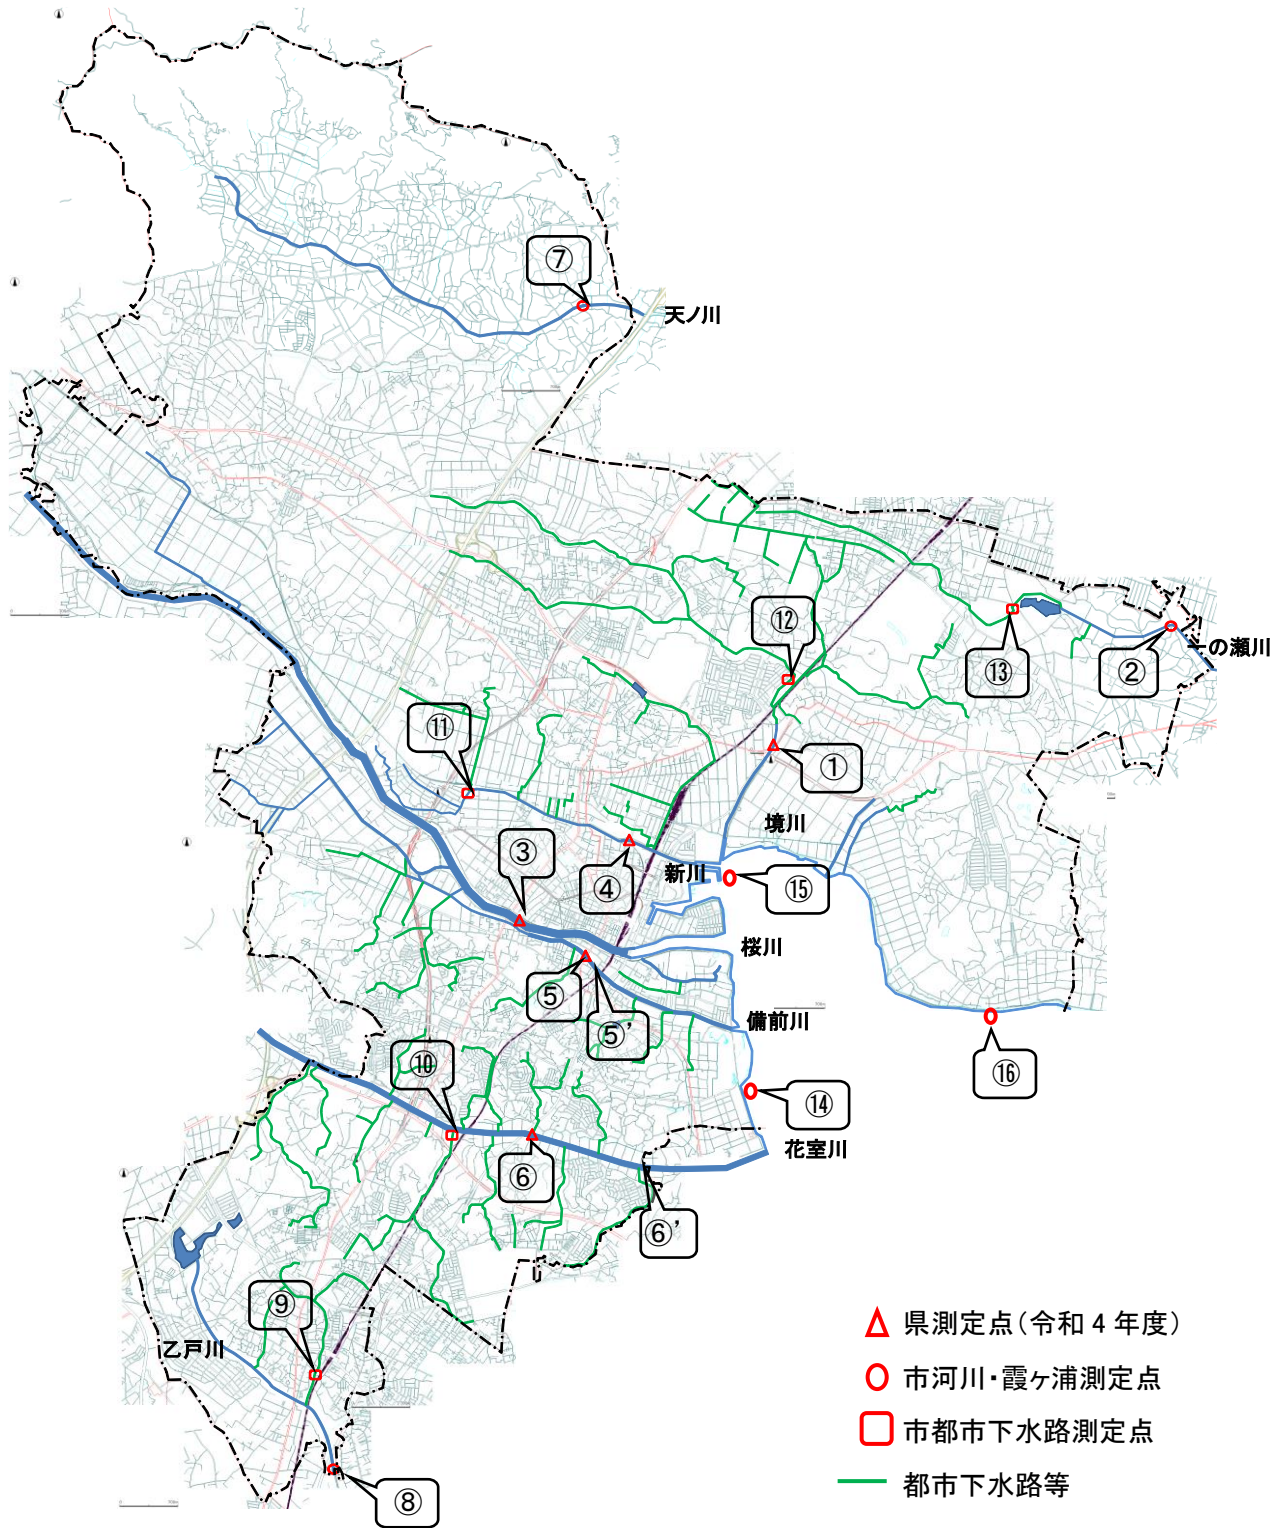 ⑦
天ノ川
⑫
⑬
②
一の瀬川
⑪
①
境川
③
④
新川
⑮
桜川
⑤
⑤’
備前川
⑩
⑯
⑭
花室川
⑥
⑥’
⑨
乙戸川
⑧
県測定点(令和4年度)
市河川・霞ヶ浦測定点
市都市下水路測定点
都市下水路等